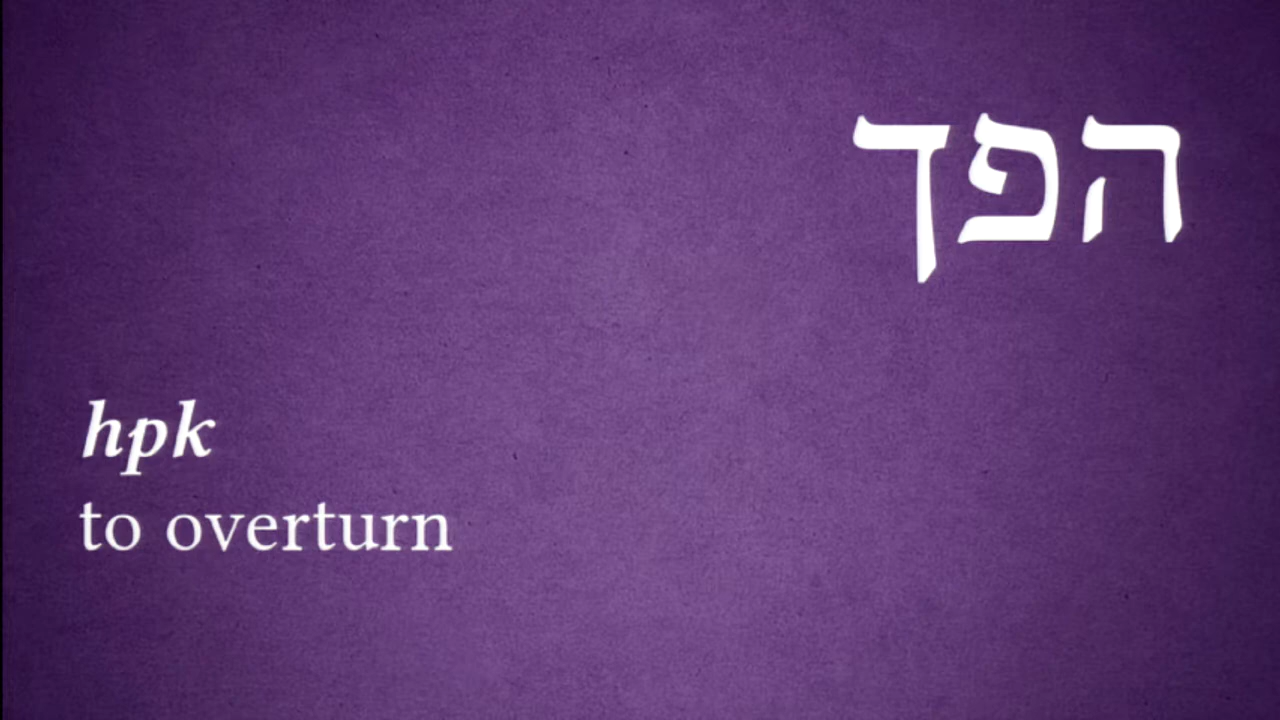 הפך
hpk
to overturn